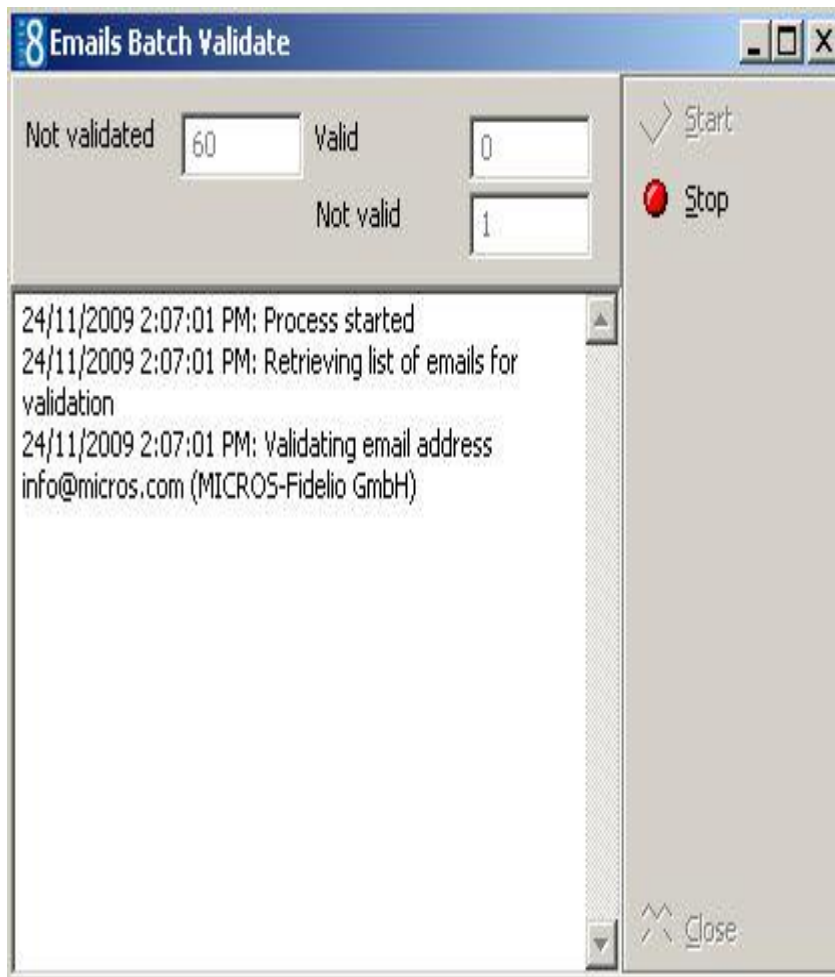 8 Emails Batch Validate
Not validated 60 Valid 0
Not valid 1
Start
Stop
24/11/2009 2:07:01 PM: Process started
24/11/2009 2:07:01 PM: Retrieving list of emails for
validation
24/11/2009 2:07:01 PM: Validating email address
info@micros.com (MICROS-Fidelio GmbH)
Close